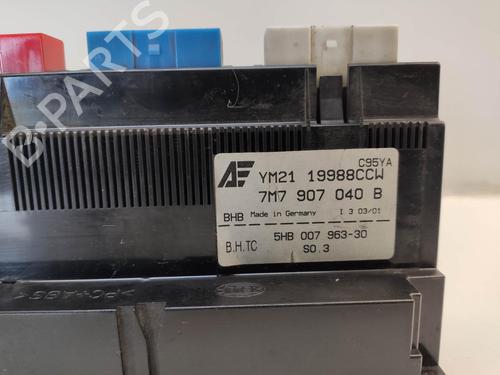 B-PARTS
C95YA
AF YM21 19988CCW
7M7 907 040 B
BHB Made in Germany I 3 03/01
B.H.TC 5HB 007 963-30
SO.3